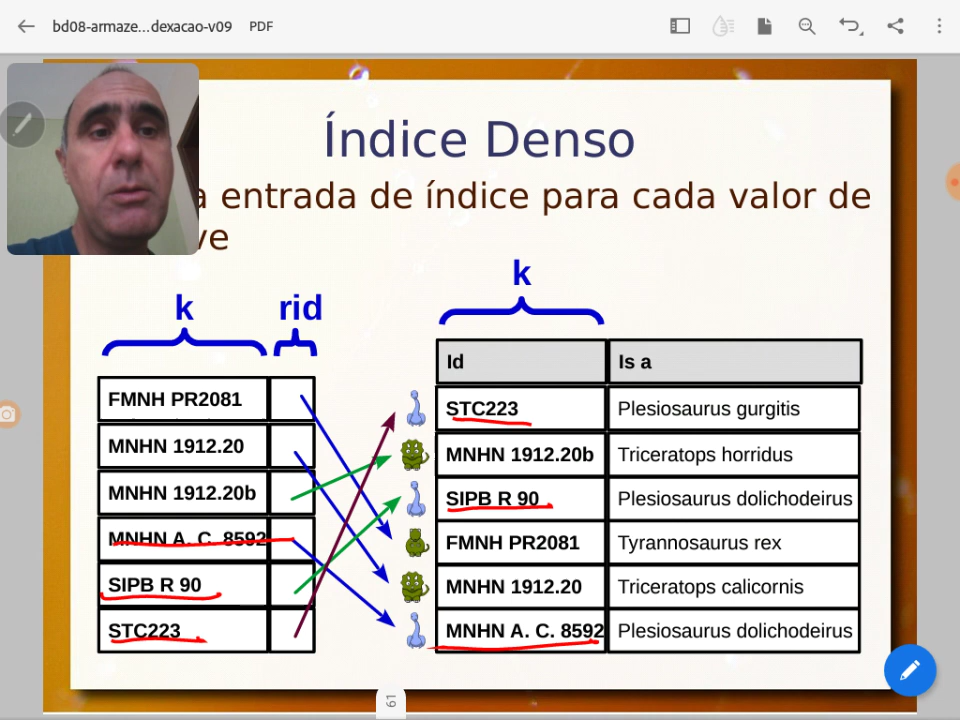 bd08-armaze...dexacao-v09 PDF
Índice Denso
entrada de índice para cada valor de
k
k rid
Id Is a
FMNH PR2081
MNHN 1912.20
MNHN 1912.20b
MNHN A. C. 8592
SIPB R 90
STC223
STC223 Plesiosaurus gurgitis
MNHN 1912.20b Triceratops horridus
SIPB R 90 Plesiosaurus dolichodeirus
FMNH PR2081 Tyrannosaurus rex
MNHN 1912.20 Triceratops calicornis
MNHN A. C. 8592 Plesiosaurus dolichodeirus
61